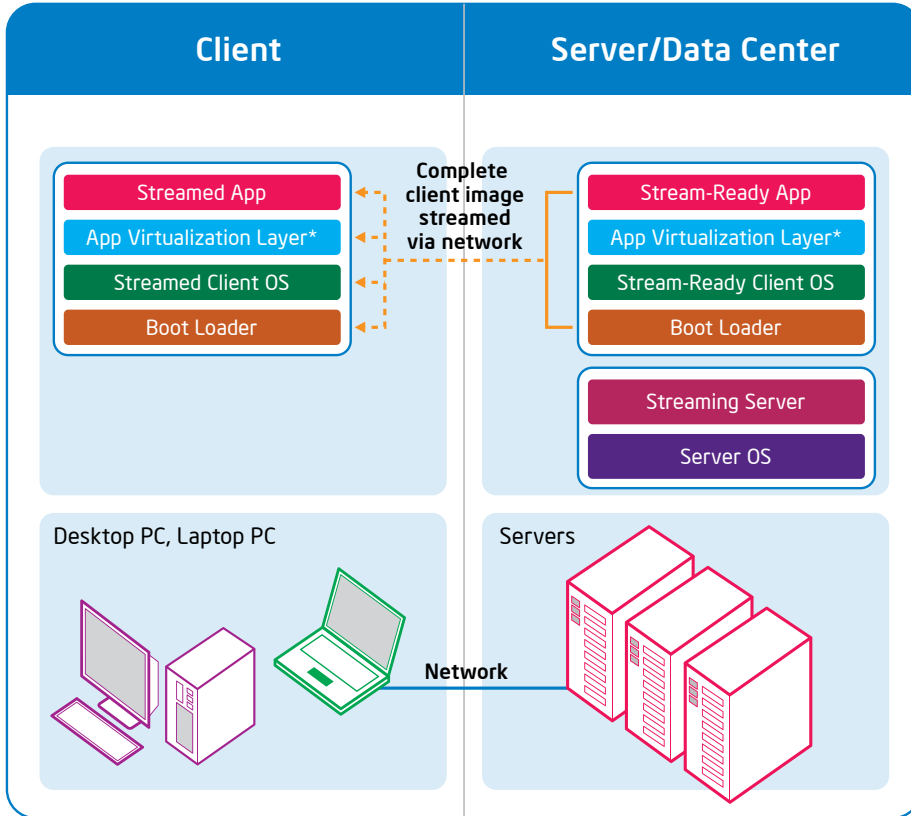 Client
Server/Data Center
Complete
client image
streamed
via network
Streamed App
App Virtualization Layer*
Streamed Client OS
Boot Loader
Stream-Ready App
App Virtualization Layer*
Stream-Ready Client OS
Boot Loader
Streaming Server
Server OS
Desktop PC, Laptop PC
Servers
Network